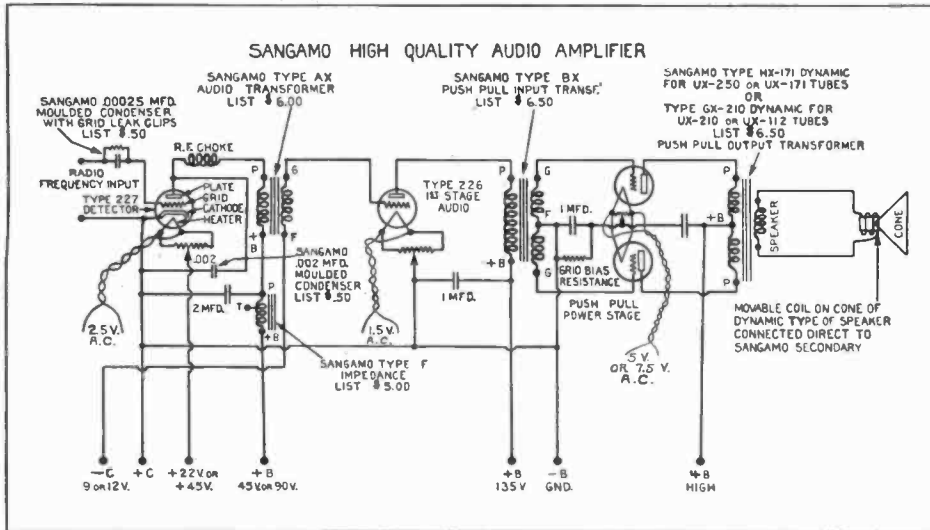 SANGAMO HIGH QUALITY AUDIO AMPLIFIER
SANGAMO TYPE AX
AUDIO TRANSFORMER
LIST $6.00
SANGAMO TYPE BX
PUSH PULL INPUT TRANSF.
LIST $6.50
SANGAMO TYPE HX-171 DYNAMIC
FOR UX-250 OR UX-171 TUBES
OR
TYPE GX-210 DYNAMIC FOR
UX-210 OR UX-112 TUBES
LIST $6.50
PUSH PULL OUTPUT TRANSFORMER
SANGAMO .00025 MFD.
MOULDED CONDENSER
WITH GRID LEAK CLIPS
LIST $.50
R.F. CHOKE
RADIO
FREQUENCY INPUT
TYPE 227
DETECTOR
PLATE
GRID
CATHODE
HEATER
P
G
+
B
F
TYPE 226
1ST STAGE
AUDIO
P
+B
G
F
G
1 MFD.
GRID BIAS
RESISTANCE
PUSH PULL
POWER STAGE
P
+B
P
SPEAKER
CONE
MOVABLE COIL ON CONE OF
DYNAMIC TYPE OF SPEAKER
CONNECTED DIRECT TO
SANGAMO SECONDARY
.002
SANGAMO
.002 MFD.
MOULDED
CONDENSER
LIST $.50
2 MFD.
P
T
+B
1 MFD.
2.5 V.
A.C.
1.5 V.
A.C.
5 V.
OR 7.5 V.
A.C.
SANGAMO TYPE F
IMPEDANCE
LIST $5.00
-C
9 OR 12V.
+C
+22V. OR
+45V.
+B
45V. OR 90V.
+B
135V
-B
GND.
+B
HIGH